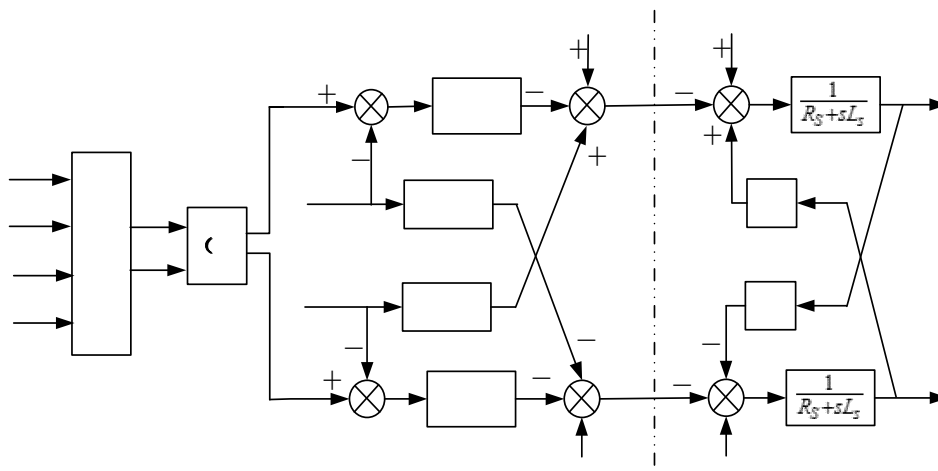 + +
+ − −
1
R_S+sL_s
− + +
(
− − −
+ − −
1
R_S+sL_s